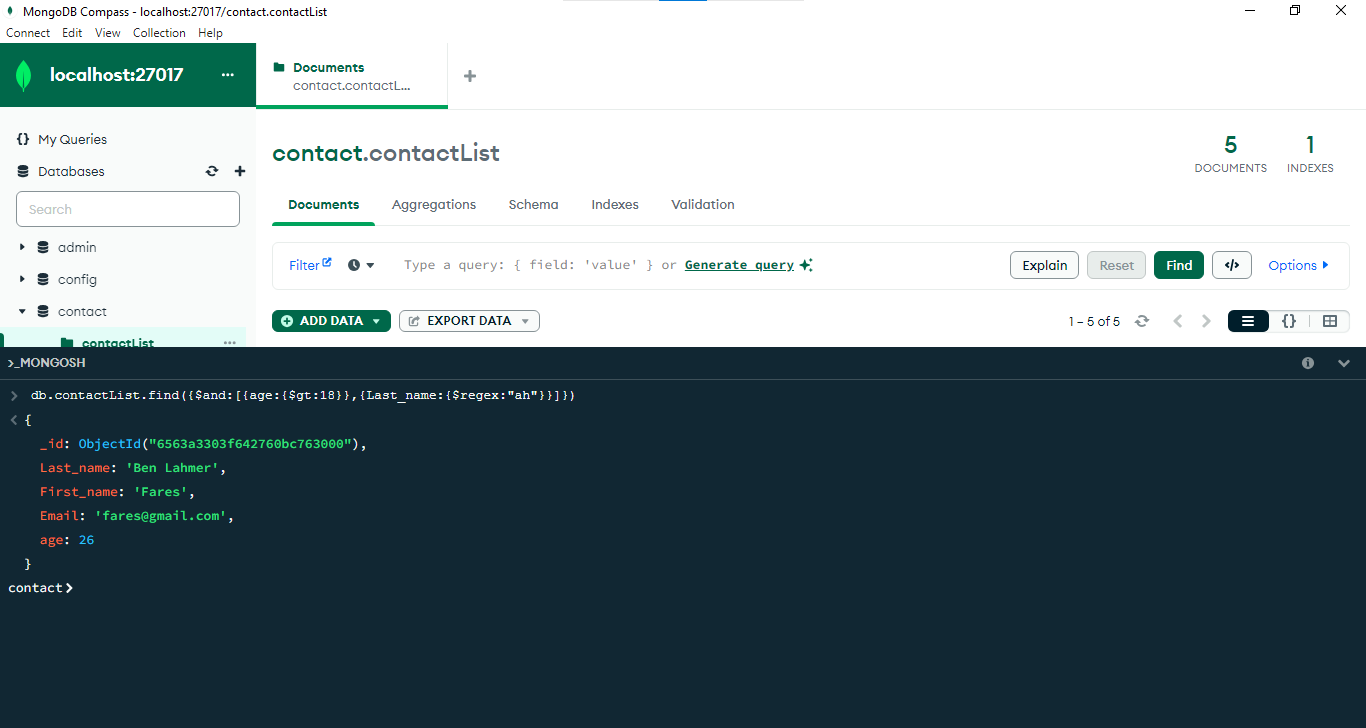 MongoDB Compass - localhost:27017/contact.contactList
Connect Edit View Collection Help
localhost:27017 ...
Documents
contact.contactL...
+
{} My Queries
Databases
Search
admin
config
contact
contactList ...
contact.contactList
5
DOCUMENTS
1
INDEXES
Documents Aggregations Schema Indexes Validation
Filter Type a query: { field: 'value' } or Generate query Explain Reset Find </> Options
ADD DATA EXPORT DATA 1 – 5 of 5 {}
>_MONGOSH
> db.contactList.find({$and:[{age:{$gt:18}},{Last_name:{$regex:"ah"}}]})
< {
_id: ObjectId("6563a3303f642760bc763000"),
Last_name: 'Ben Lahmer',
First_name: 'Fares',
Email: 'fares@gmail.com',
age: 26
}
contact>